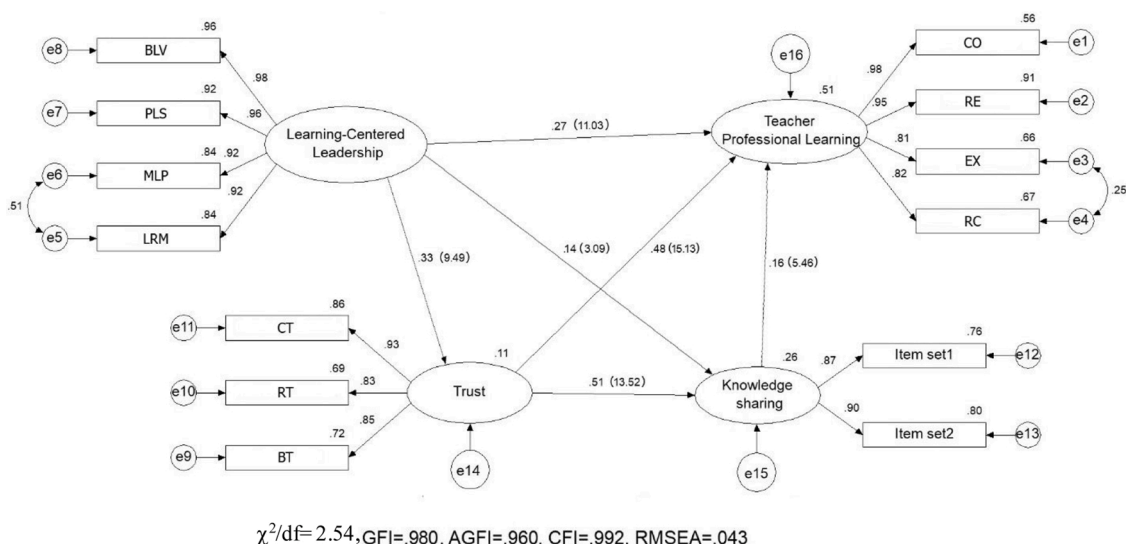 .96
e8
BLV
.98
.92
e7
PLS
.96
.84
e6
MLP
.92
.51
.84
e5
LRM
.92
Learning-Centered
Leadership
e16
.51
Teacher
Professional Learning
.56
CO
e1
.98
.91
RE
e2
.95
.66
EX
e3
.81
.25
.67
RC
e4
.82
.27 (11.03)
.33 (9.49)
.14 (3.09)
.48 (15.13)
.16 (5.46)
.86
e11
CT
.93
.69
e10
RT
.83
.72
e9
BT
.85
.11
Trust
e14
.51 (13.52)
.26
Knowledge
sharing
e15
.76
Item set1
e12
.87
.80
Item set2
e13
.90
χ²/df= 2.54, GFI=.980, AGFI=.960, CFI=.992, RMSEA=.043